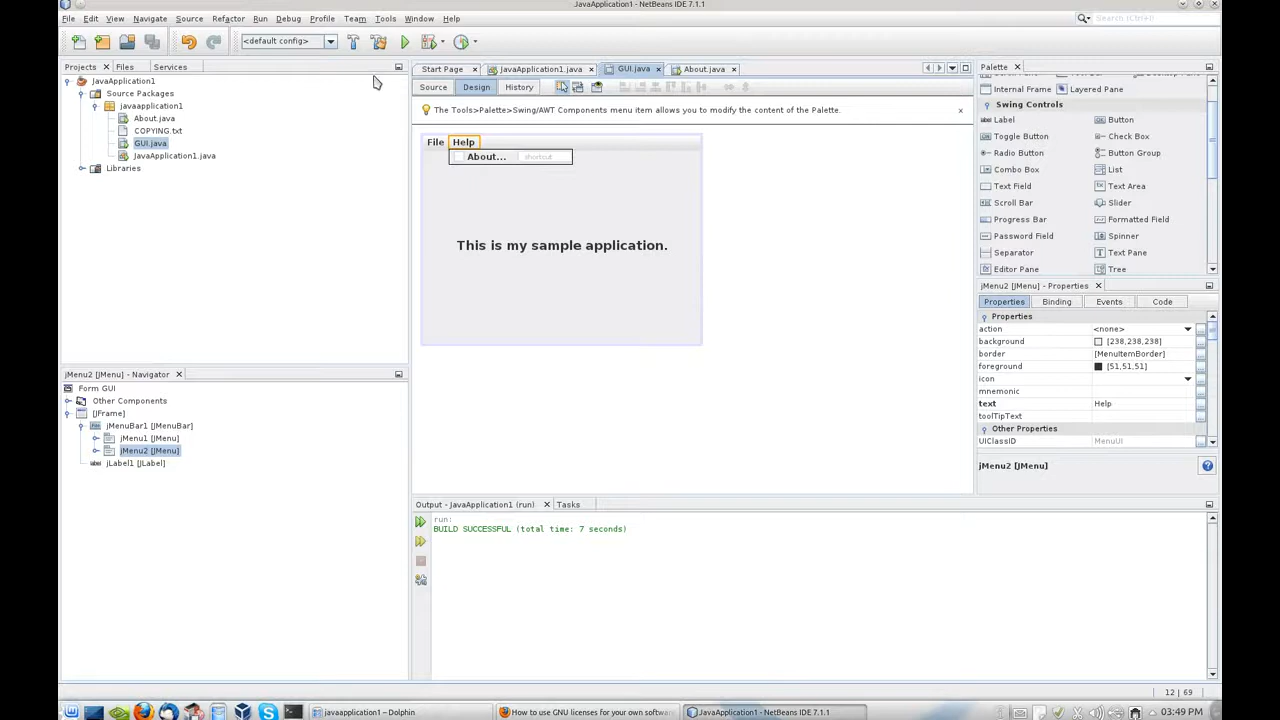 JavaApplication1 - NetBeans IDE 7.1.1
File Edit View Navigate Source Refactor Run Debug Profile Team Tools Window Help
Search (Ctrl+I)
<default config>
Projects Files Services
JavaApplication1
Source Packages
javaapplication1
About.java
COPYING.txt
GUI.java
JavaApplication1.java
Libraries
Start Page JavaApplication1.java GUI.java About.java
Source Design History
The Tools>Palette>Swing/AWT Components menu item allows you to modify the content of the Palette.
File Help
About... shortcut
This is my sample application.
Palette
Internal Frame Layered Pane
Swing Controls
Label Button
Toggle Button Check Box
Radio Button Button Group
Combo Box List
Text Field Text Area
Scroll Bar Slider
Progress Bar Formatted Field
Password Field Spinner
Separator Text Pane
Editor Pane Tree
jMenu2 [JMenu] - Properties
Properties Binding Events Code
Properties
action <none>
background [238,238,238]
border [MenuItemBorder]
foreground [51,51,51]
icon
mnemonic
text Help
toolTipText
Other Properties
UIClassID MenuUI
jMenu2 [JMenu]
jMenu2 [JMenu] - Navigator
Form GUI
Other Components
[JFrame]
jMenuBar1 [JMenuBar]
jMenu1 [JMenu]
jMenu2 [JMenu]
jLabel1 [JLabel]
Output - JavaApplication1 (run) Tasks
run:
BUILD SUCCESSFUL (total time: 7 seconds)
12 | 69
javaapplication1 – Dolphin
How to use GNU licenses for your own softwar
JavaApplication1 - NetBeans IDE 7.1.1
03:49 PM